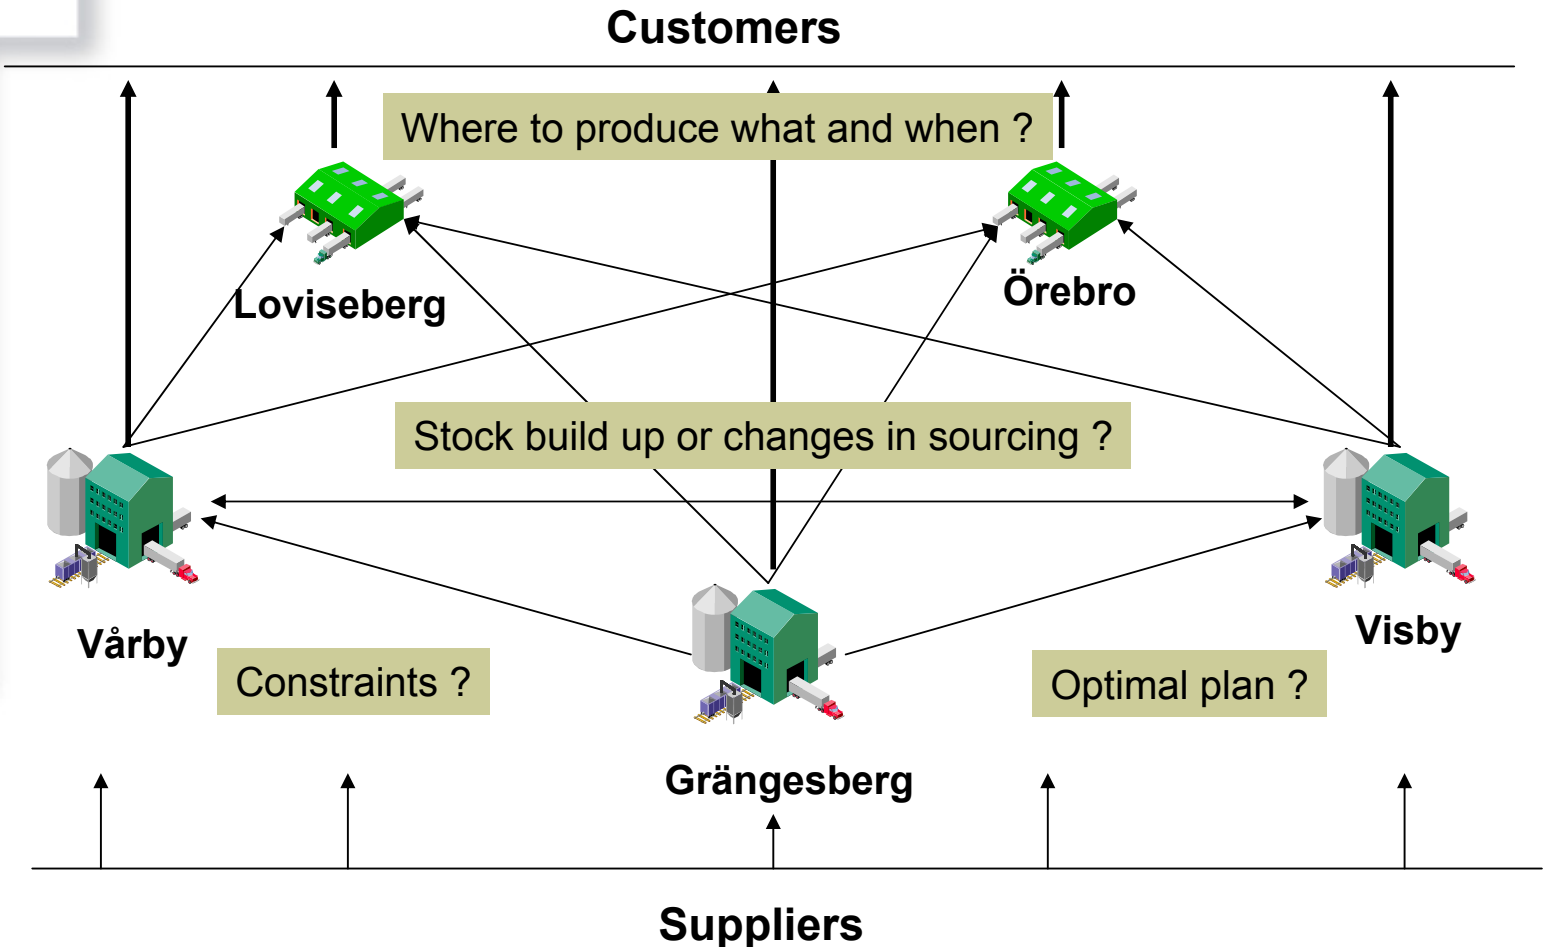 Customers
Where to produce what and when ?
Loviseberg
Örebro
Stock build up or changes in sourcing ?
Vårby
Visby
Constraints ?
Optimal plan ?
Grängesberg
Suppliers